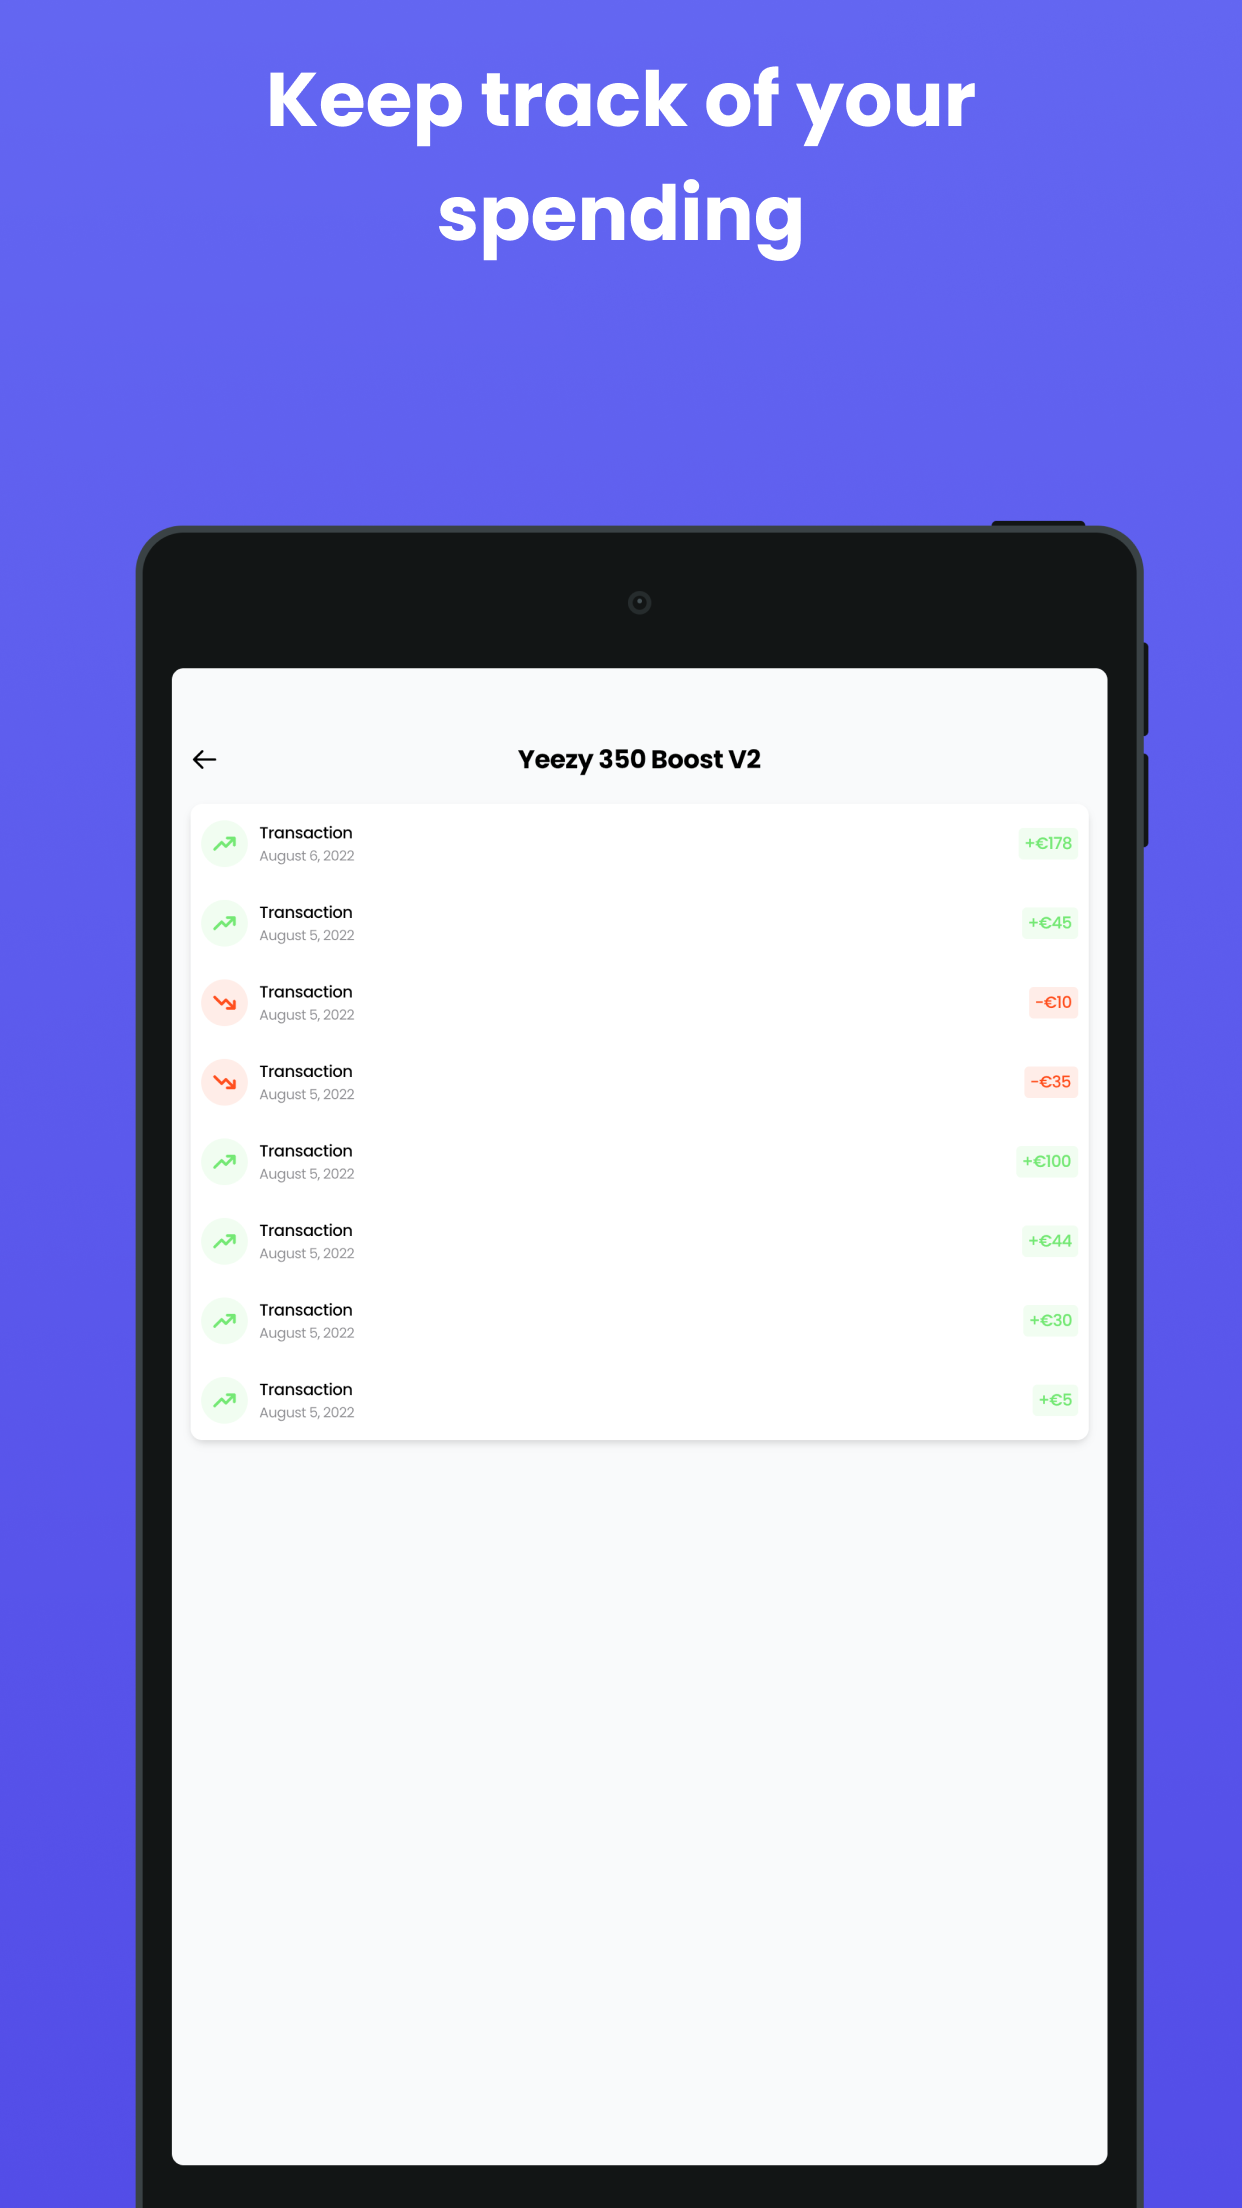 Keep track of your
spending
Yeezy 350 Boost V2
Transaction
August 6, 2022
+€178
Transaction
August 5, 2022
+€45
Transaction
August 5, 2022
-€10
Transaction
August 5, 2022
-€35
Transaction
August 5, 2022
+€100
Transaction
August 5, 2022
+€44
Transaction
August 5, 2022
+€30
Transaction
August 5, 2022
+€5